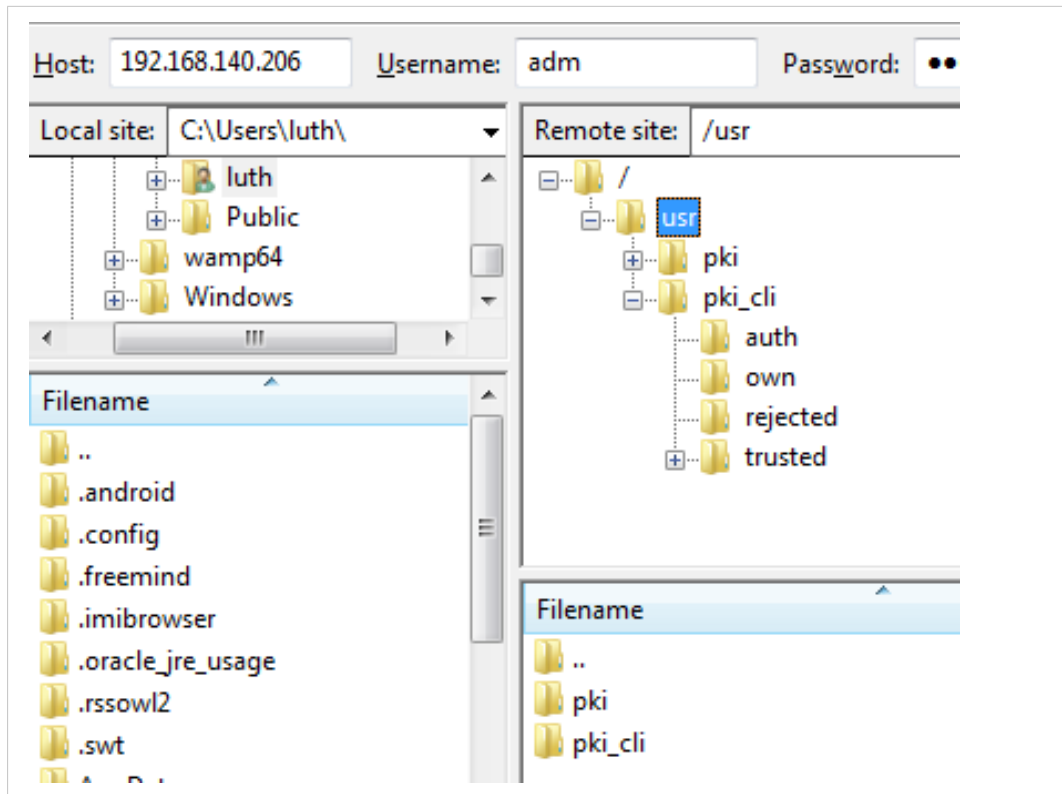 Host: 192.168.140.206 Username: adm Password: ••
Local site: C:\Users\luth\
luth
Public
wamp64
Windows
Filename
..
.android
.config
.freemind
.imibrowser
.oracle_jre_usage
.rssowl2
.swt
Remote site: /usr
/
usr
pki
pki_cli
auth
own
rejected
trusted
Filename
..
pki
pki_cli